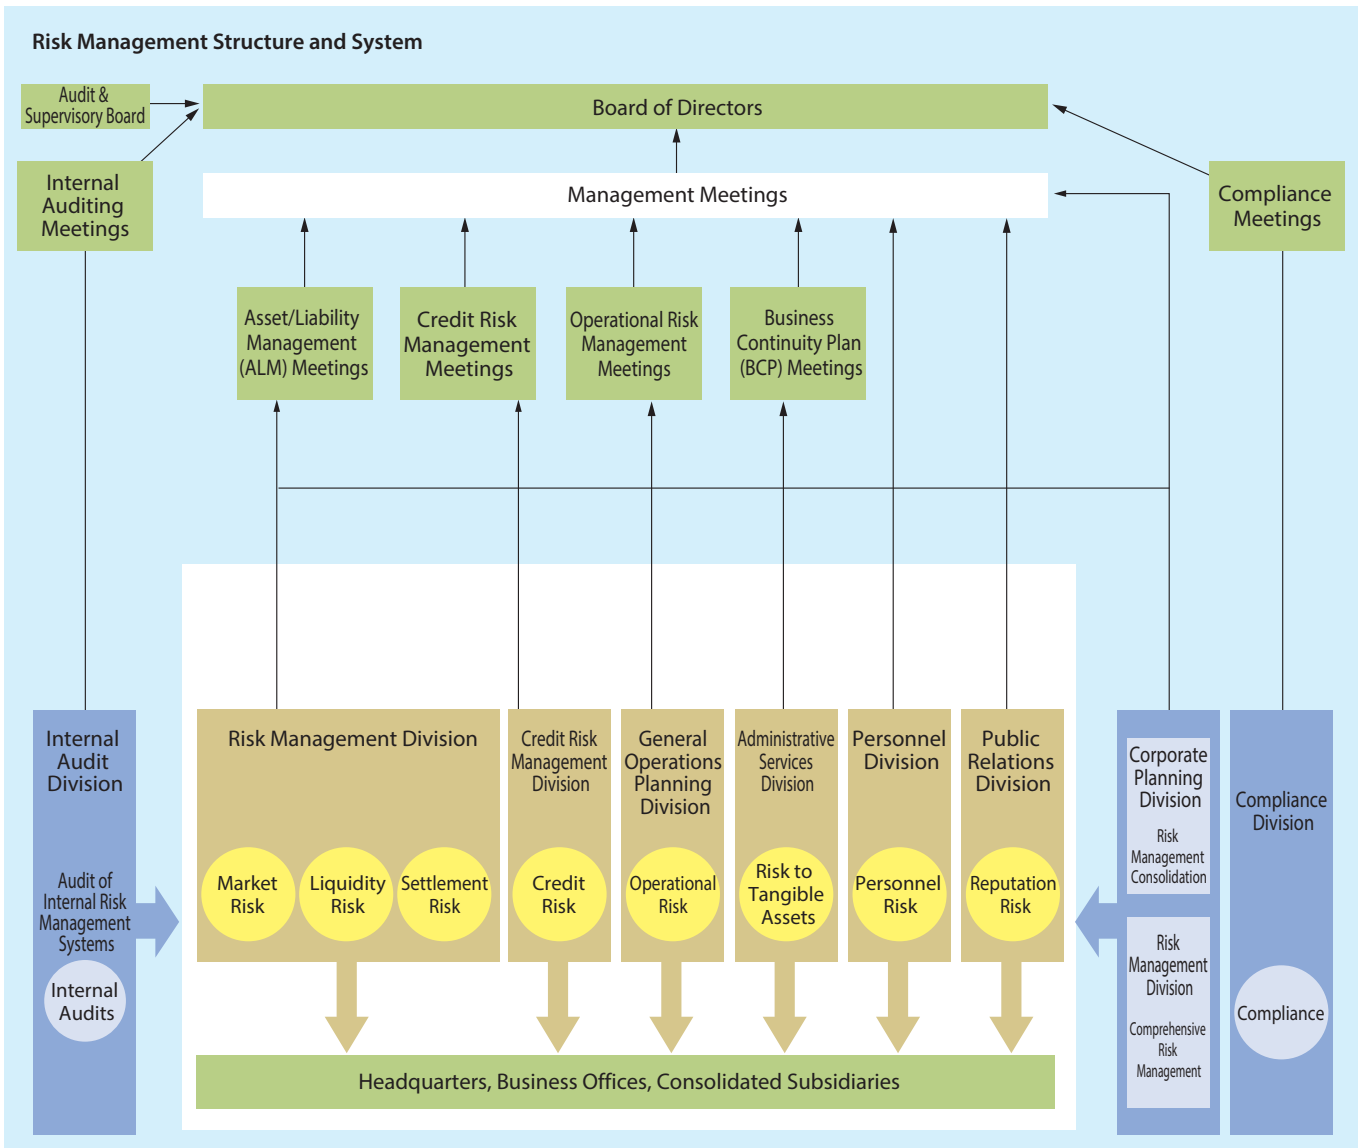 Risk Management Structure and System
Audit &
Supervisory Board
Board of Directors
Internal
Auditing
Meetings
Management Meetings
Compliance
Meetings
Asset/Liability
Management
(ALM) Meetings
Credit Risk
Management
Meetings
Operational Risk
Management
Meetings
Business
Continuity Plan
(BCP) Meetings
Internal
Audit
Division
Audit of
Internal Risk
Management
Systems
Internal
Audits
Risk Management Division
Market
Risk
Liquidity
Risk
Settlement
Risk
Credit Risk
Management
Division
Credit
Risk
General
Operations
Planning
Division
Operational
Risk
Administrative
Services
Division
Risk to
Tangible
Assets
Personnel
Division
Personnel
Risk
Public
Relations
Division
Reputation
Risk
Corporate
Planning
Division
Risk
Management
Consolidation
Risk
Management
Division
Comprehensive
Risk
Management
Compliance
Division
Compliance
Headquarters, Business Offices, Consolidated Subsidiaries